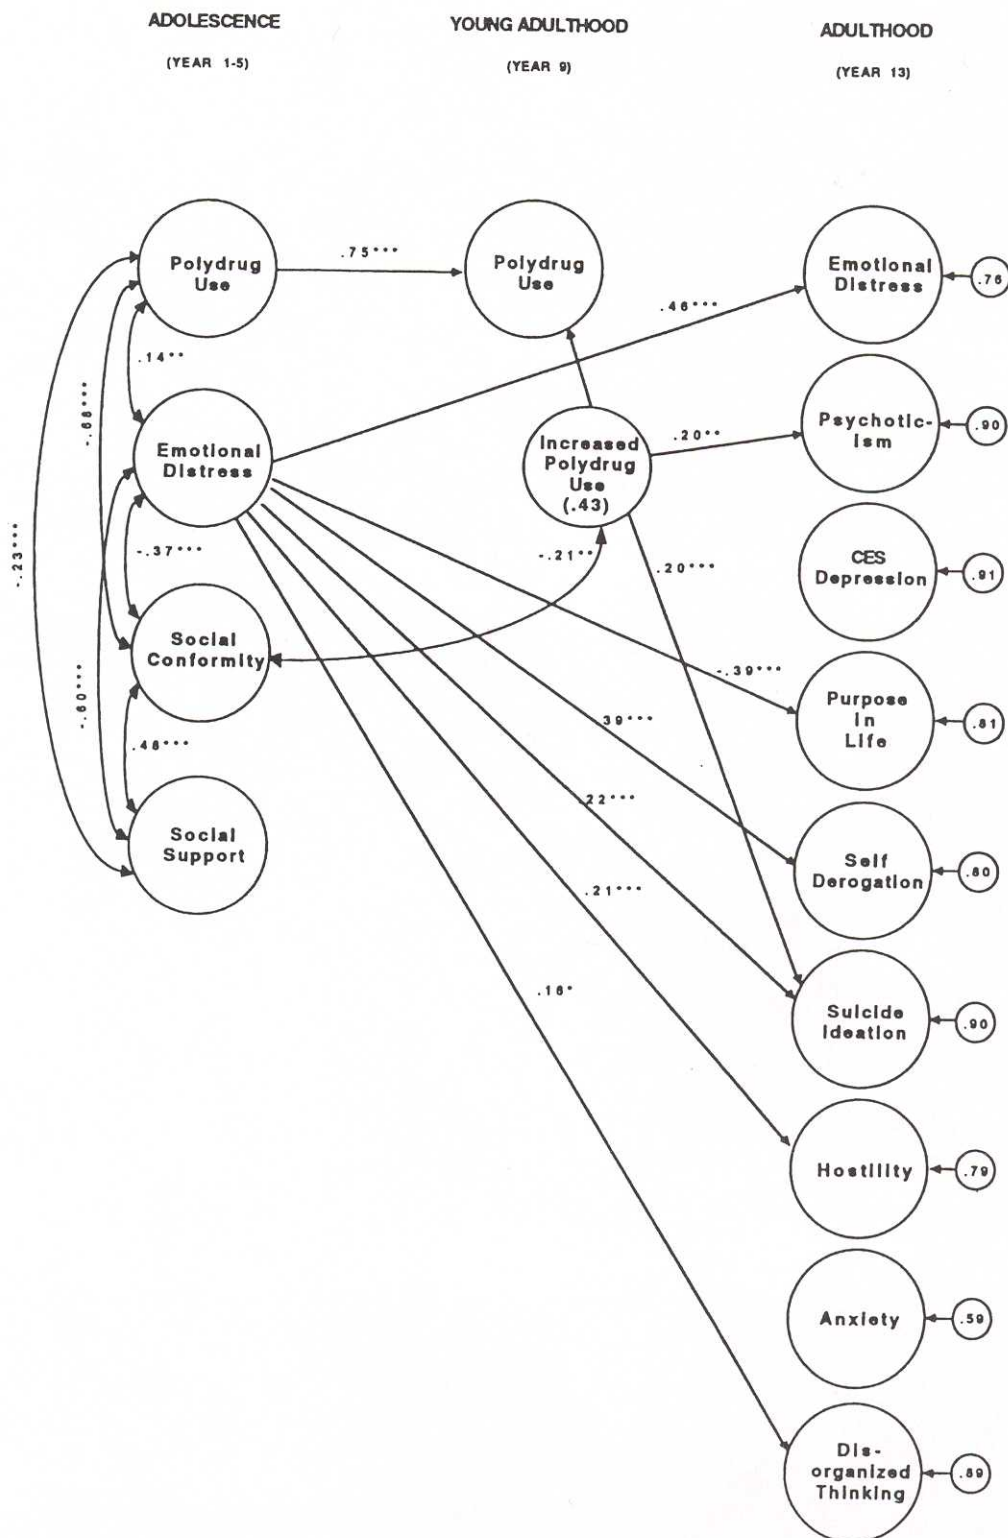 ADOLESCENCE
(YEAR 1-5)
YOUNG ADULTHOOD
(YEAR 9)
ADULTHOOD
(YEAR 13)
Polydrug
Use
.75***
Polydrug
Use
Emotional
Distress
.76
.46***
.14**
-.68***
Emotional
Distress
Increased
Polydrug
Use
(.43)
.20**
Psychotic-
ism
.90
-.23***
-.37***
-.21**
.20***
CES
Depression
.91
Social
Conformity
-.60***
.48***
-.39***
Purpose
in
Life
.81
.39***
Social
Support
.22***
Self
Derogation
.80
.21***
.16*
Suicide
Ideation
.90
Hostility
.79
Anxiety
.59
Dis-
organized
Thinking
.89